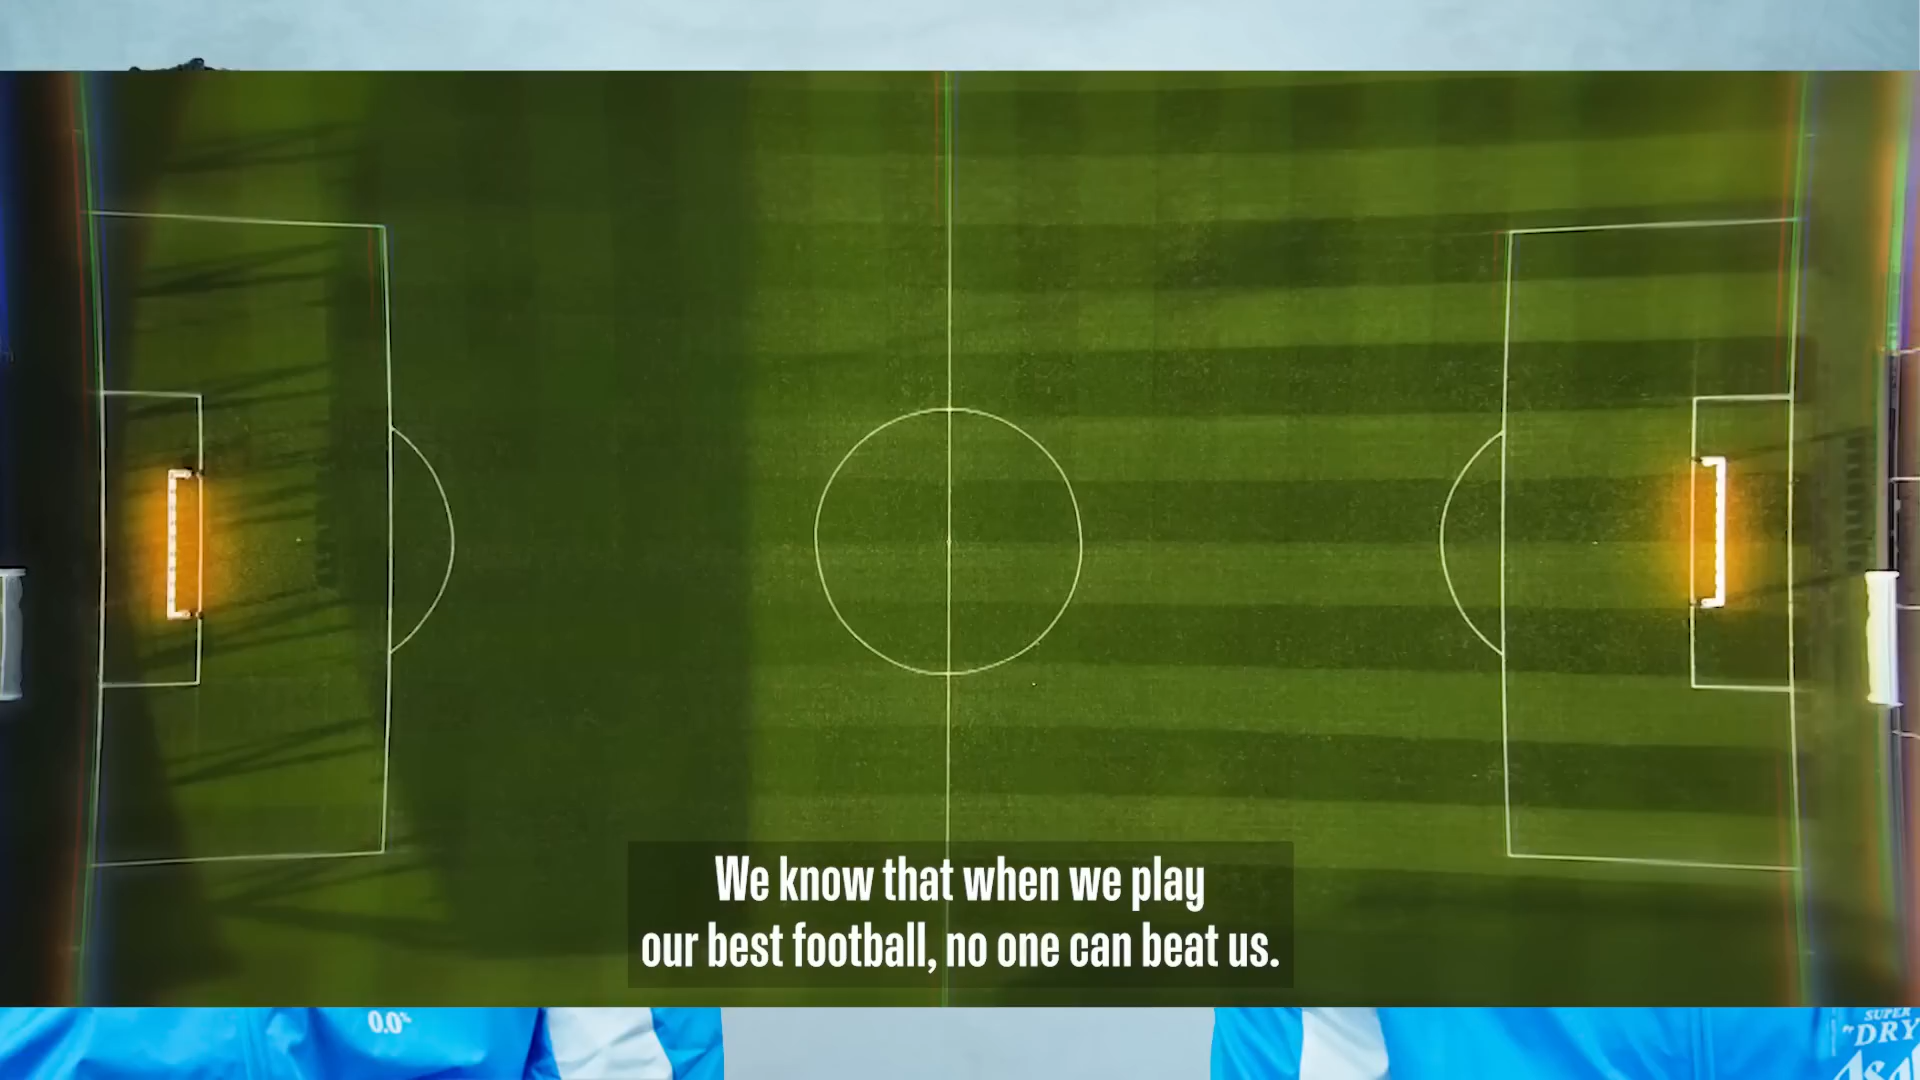 We know that when we play
our best football, no one can beat us.
0.0%
SUPER
"DRY